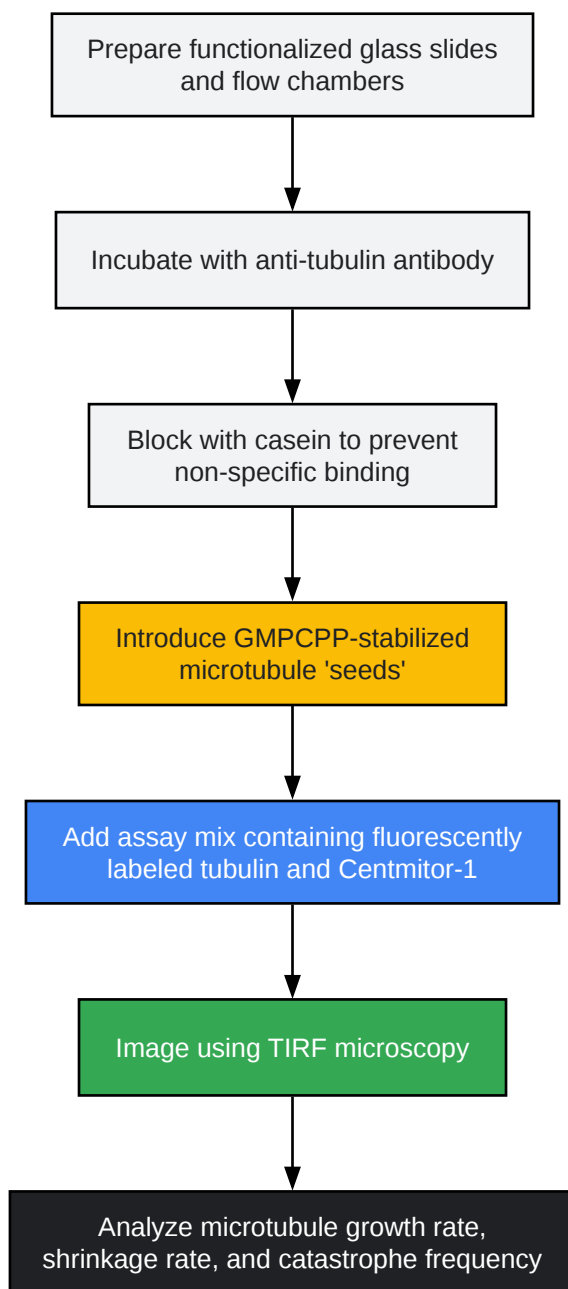 Prepare functionalized glass slides
and flow chambers
Incubate with anti-tubulin antibody
Block with casein to prevent
non-specific binding
Introduce GMPCPP-stabilized
microtubule 'seeds'
Add assay mix containing fluorescently
labeled tubulin and Centmitor-1
Image using TIRF microscopy
Analyze microtubule growth rate,
shrinkage rate, and catastrophe frequency